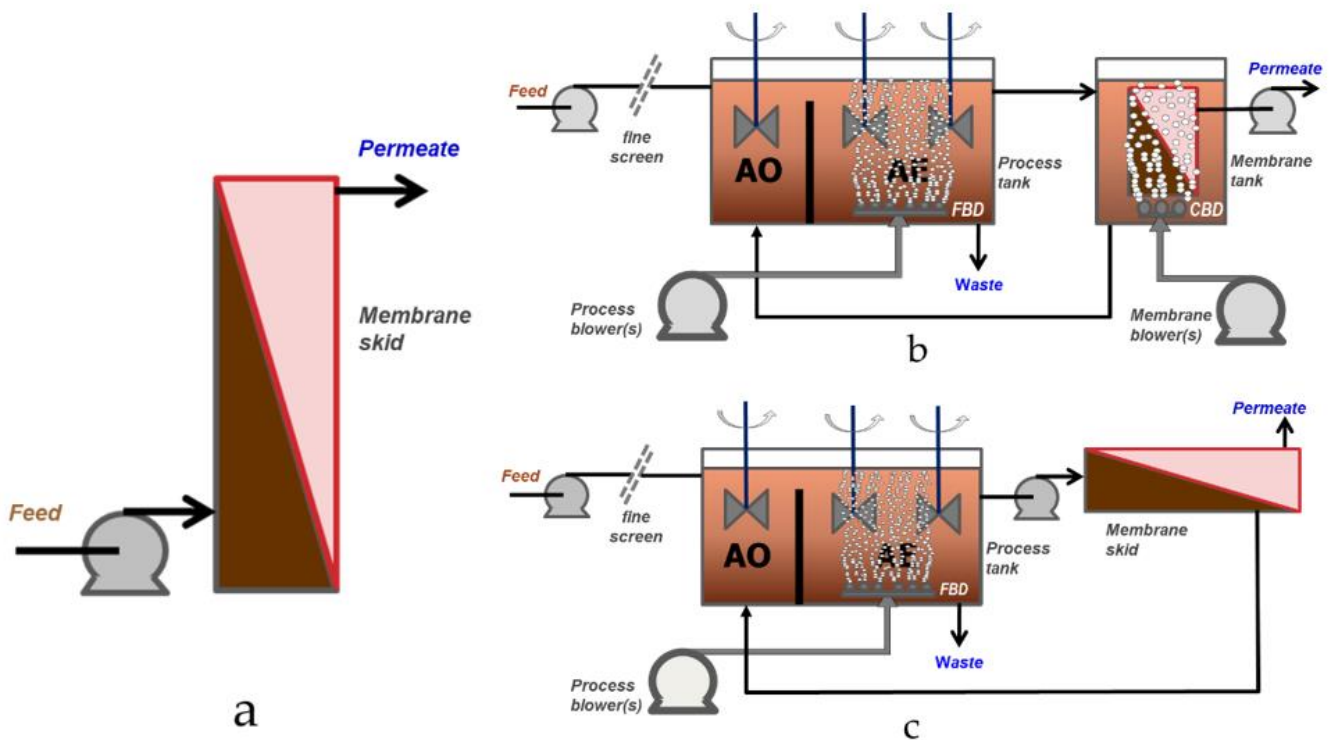 Permeate
Membrane
skid
Feed
a
Feed
fine
screen
AO
AE
FBD
Process
tank
Permeate
Membrane
tank
CBD
Waste
Process
blower(s)
Membrane
blower(s)
b
Feed
fine
screen
AO
AE
FBD
Process
tank
Permeate
Membrane
skid
Waste
Process
blower(s)
c